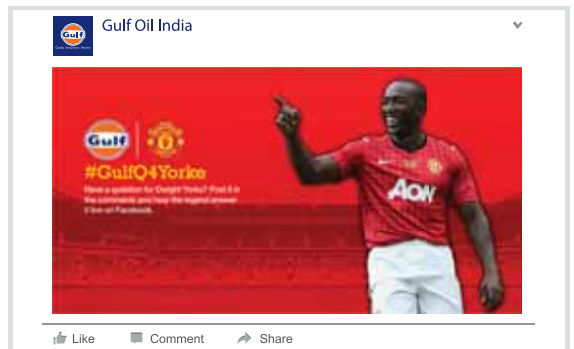 Gulf
Gulf Oil India
Gulf
#GulfQ4Yorke
Have a question for Dwight Yorke? Post it in
the comments and hear the legend answer
it live on Facebook.
AON
Like
Comment
Share